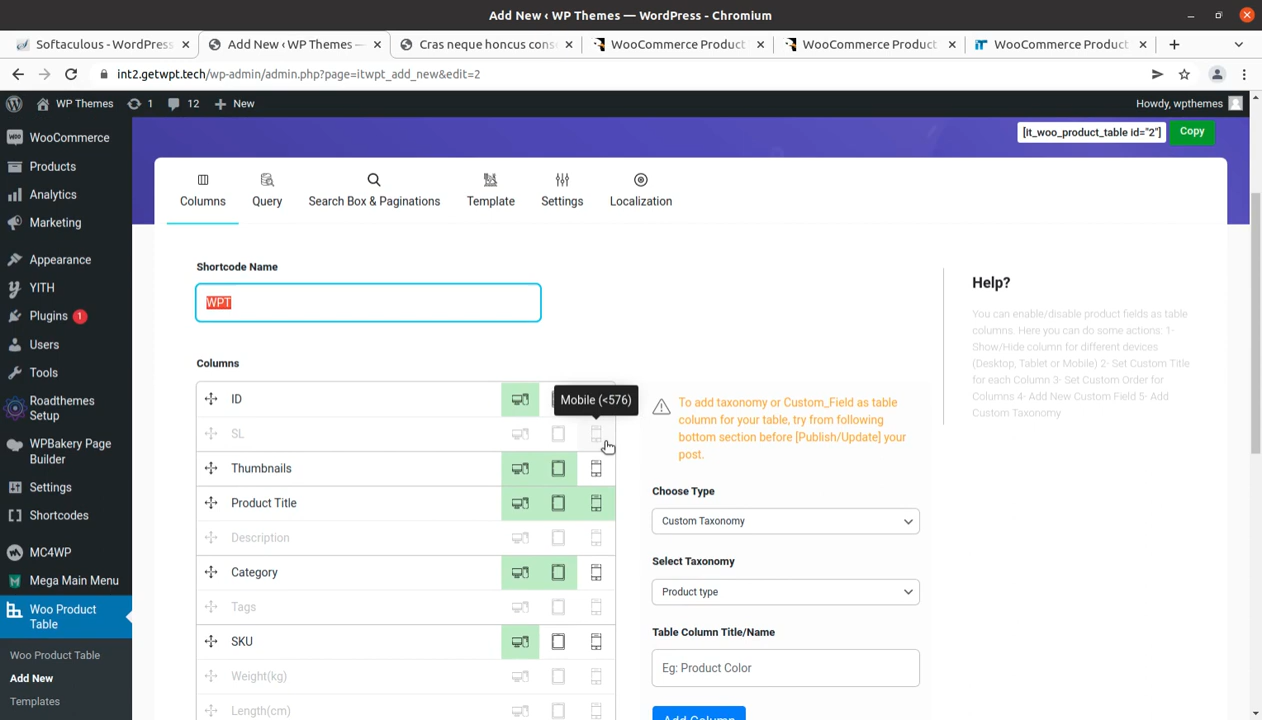 Add New ‹ WP Themes — WordPress - Chromium
Softaculous - WordPress
Add New ‹ WP Themes —
Cras neque honcus cons
WooCommerce Product
WooCommerce Product
WooCommerce Product
int2.getwpt.tech/wp-admin/admin.php?page=itwpt_add_new&edit=2
WP Themes
1
12
New
Howdy, wpthemes
WooCommerce
Products
Analytics
Marketing
Appearance
YITH
Plugins 1
Users
Tools
Roadthemes
Setup
WPBakery Page
Builder
Settings
Shortcodes
MC4WP
Mega Main Menu
Woo Product
Table
Woo Product Table
Add New
Templates
[it_woo_product_table id="2"]
Copy
Columns
Query
Search Box & Paginations
Template
Settings
Localization
Shortcode Name
WPT
Columns
ID
SL
Thumbnails
Product Title
Description
Category
Tags
SKU
Weight(kg)
Length(cm)
Mobile (<576)
To add taxonomy or Custom_Field as table
column for your table, try from following
bottom section before [Publish/Update] your
post.
Choose Type
Custom Taxonomy
Select Taxonomy
Product type
Table Column Title/Name
Eg: Product Color
Add Column
Help?
You can enable/disable product fields as table
columns. Here you can do some actions: 1-
Show/Hide column for different devices
(Desktop, Tablet or Mobile) 2- Set Custom Title
for each Column 3- Set Custom Order for
Columns 4- Add New Custom Field 5- Add
Custom Taxonomy